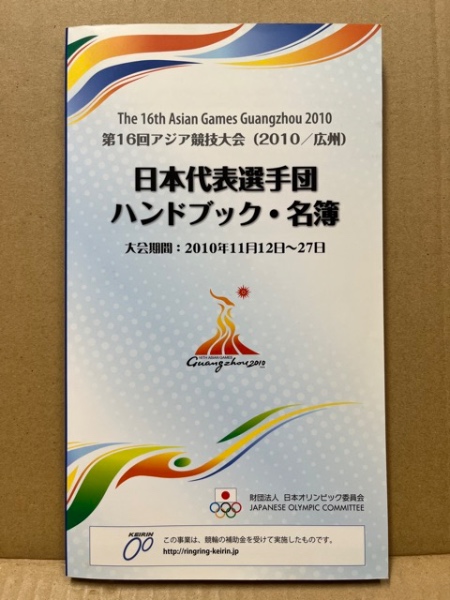 The 16th Asian Games Guangzhou 2010
第16回アジア競技大会（2010／広州）
日本代表選手団
ハンドブック・名簿
大会期間：2010年11月12日～27日
16TH ASIAN GAMES
Guangzhou 2010
財団法人 日本オリンピック委員会
JAPANESE OLYMPIC COMMITTEE
KEIRIN
この事業は、競輪の補助金を受けて実施したものです。
http://ringring-keirin.jp